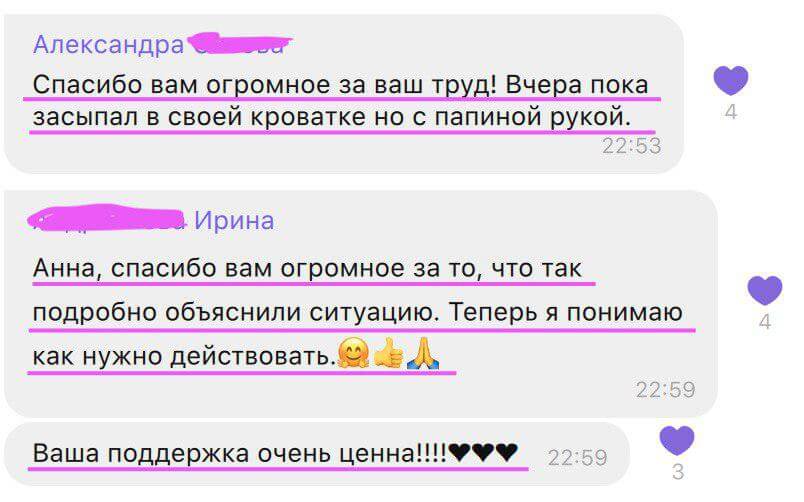 Александра
Спасибо вам огромное за ваш труд! Вчера пока
засыпал в своей кроватке но с папиной рукой.
4
22:53
Ирина
Анна, спасибо вам огромное за то, что так
подробно объяснили ситуацию. Теперь я понимаю
как нужно действовать.🤗👍🙏
4
22:59
Ваша поддержка очень ценна!!!!❤❤❤
22:59
3